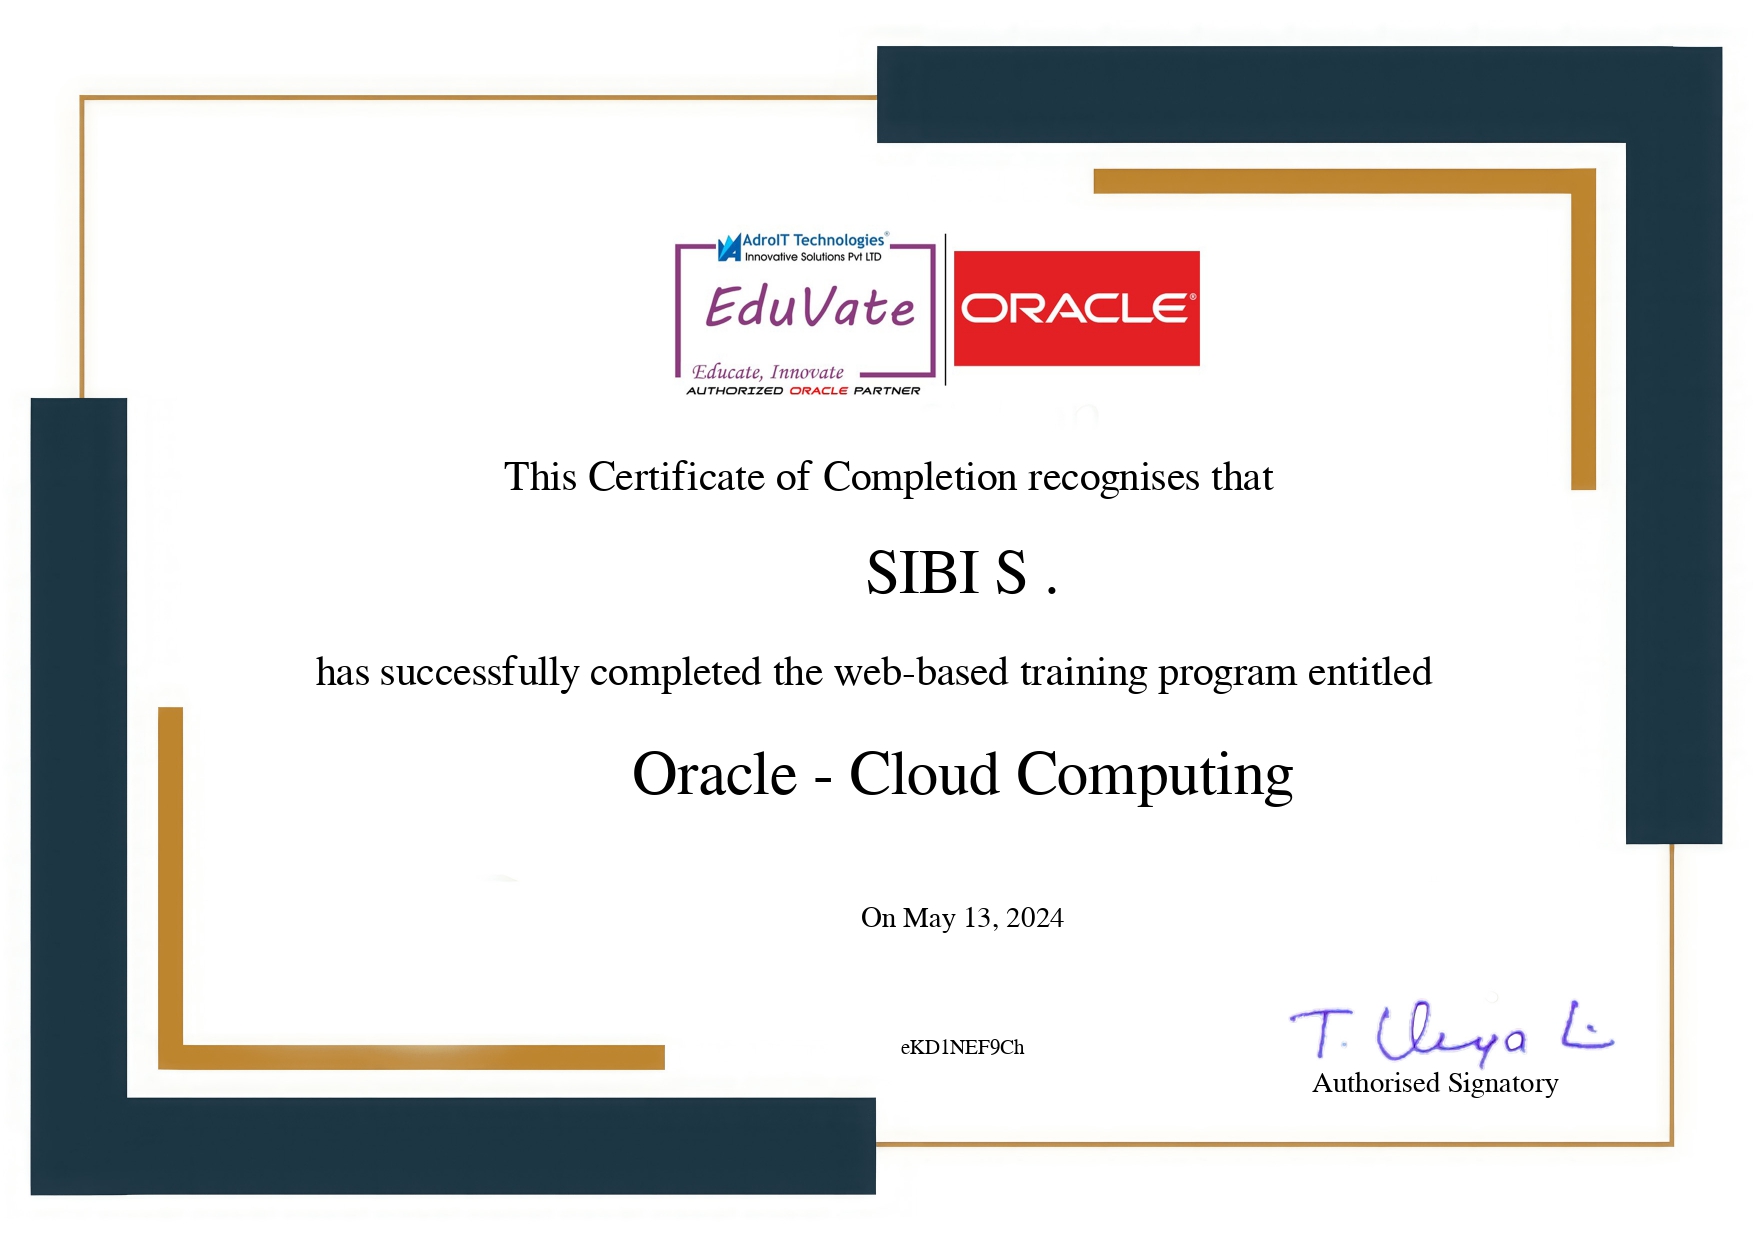 AdroIT Technologies®
Innovative Solutions Pvt LTD
EduVate
Educate, Innovate
AUTHORIZED ORACLE PARTNER
ORACLE®
This Certificate of Completion recognises that
SIBI S .
has successfully completed the web-based training program entitled
Oracle - Cloud Computing
On May 13, 2024
eKD1NEF9Ch
Authorised Signatory